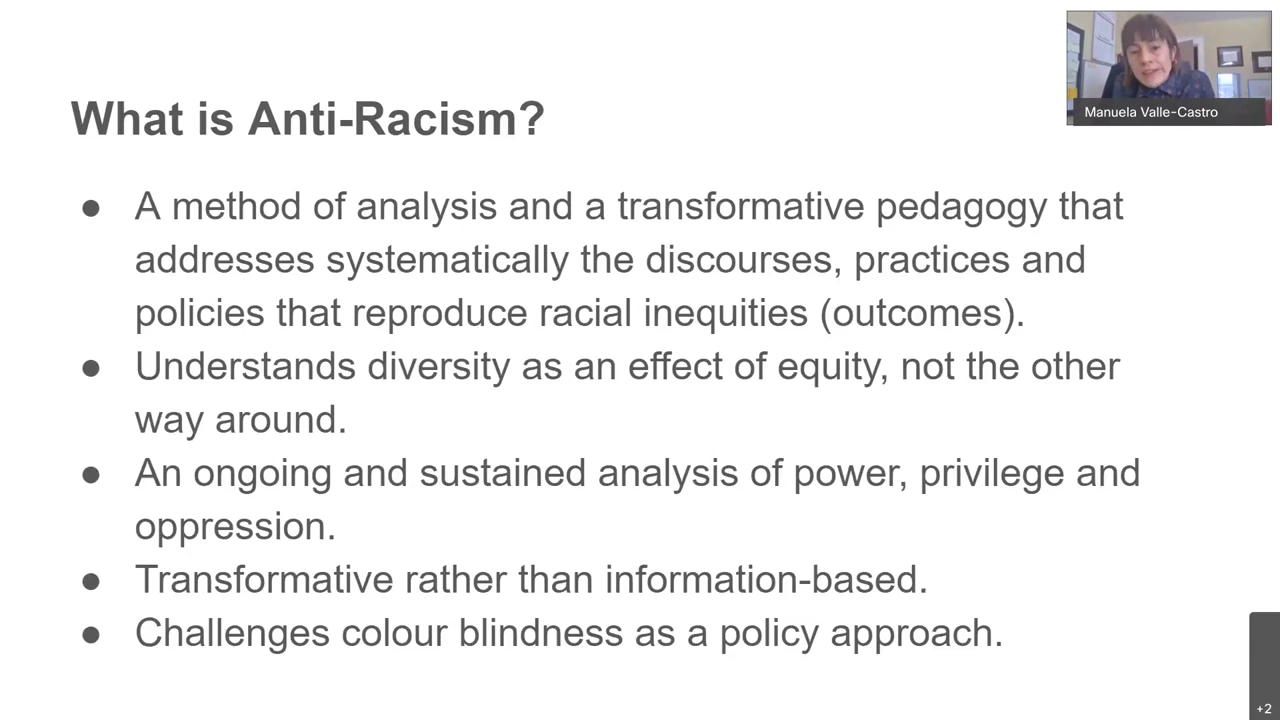 Manuela Valle-Castro
What is Anti-Racism?
● A method of analysis and a transformative pedagogy that
addresses systematically the discourses, practices and
policies that reproduce racial inequities (outcomes).
● Understands diversity as an effect of equity, not the other
way around.
● An ongoing and sustained analysis of power, privilege and
oppression.
● Transformative rather than information-based.
● Challenges colour blindness as a policy approach.
+2